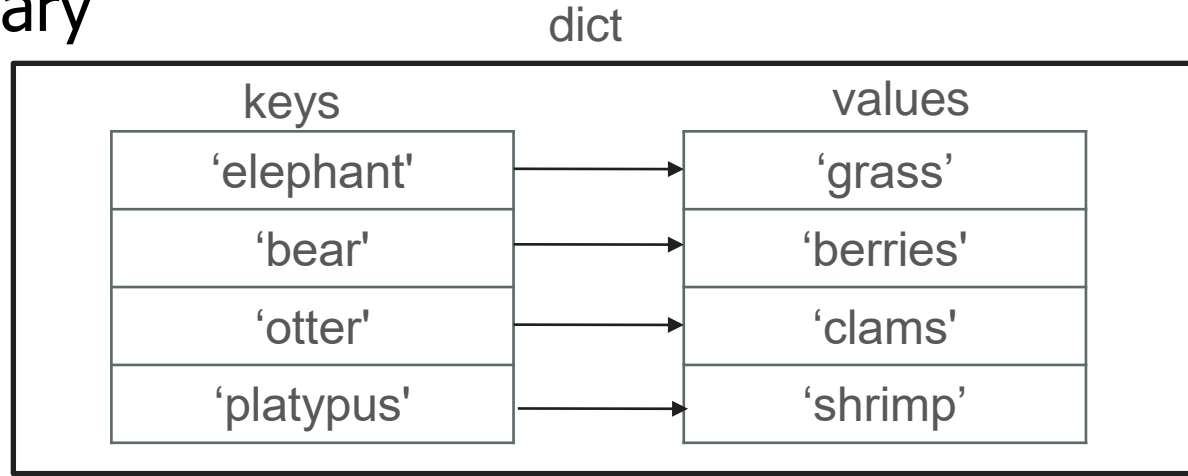 ary
dict
keys values
‘elephant' ‘grass’
‘bear' ‘berries'
‘otter' ‘clams'
‘platypus' ‘shrimp’